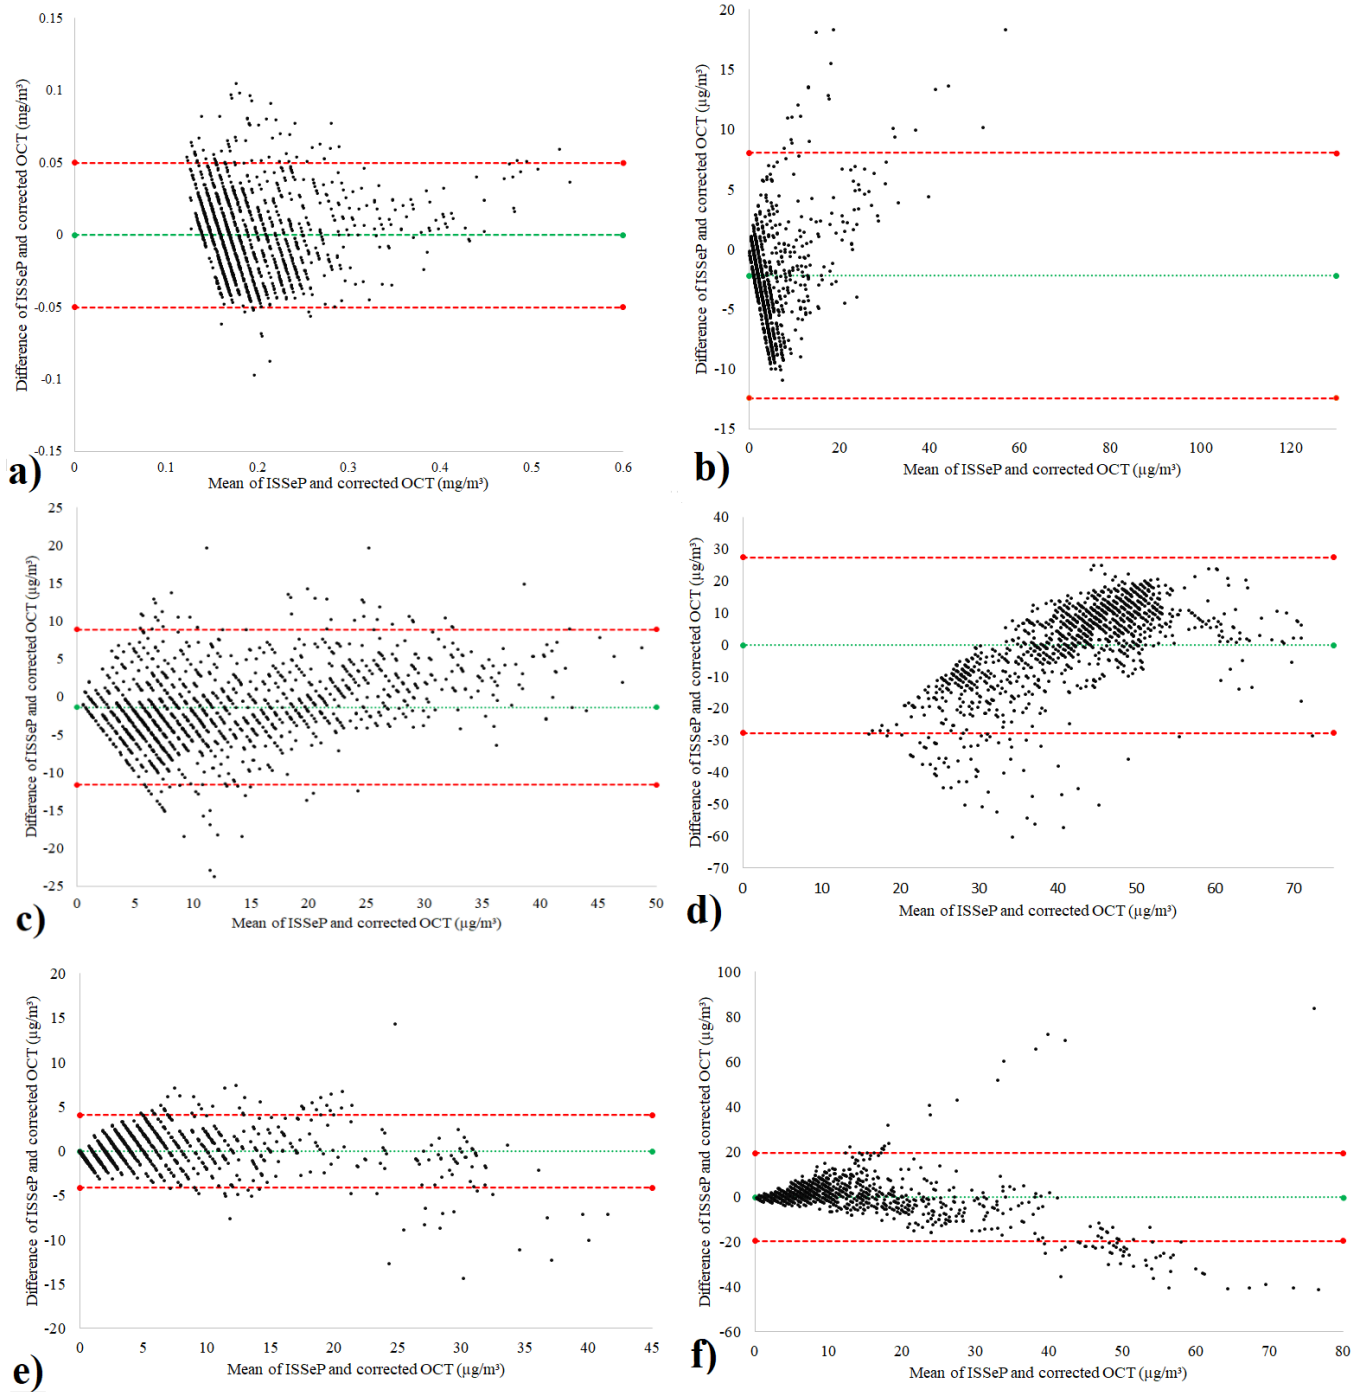 Difference of ISSeP and corrected OCT (mg/m³)
0.15
0.1
0.05
0
-0.05
-0.1
-0.15
0 0.1 0.2 0.3 0.4 0.5 0.6
Mean of ISSeP and corrected OCT (mg/m³)
a)
Difference of ISSeP and corrected OCT (µg/m³)
20
15
10
5
0
-5
-10
-15
0 20 40 60 80 100 120
Mean of ISSeP and corrected OCT (µg/m³)
b)
Difference of ISSeP and corrected OCT (µg/m³)
25
20
15
10
5
0
-5
-10
-15
-20
-25
0 5 10 15 20 25 30 35 40 45 50
Mean of ISSeP and corrected OCT (µg/m³)
c)
Difference of ISSeP and corrected OCT (µg/m³)
40
30
20
10
0
-10
-20
-30
-40
-50
-60
-70
0 10 20 30 40 50 60 70
Mean of ISSeP and corrected OCT (µg/m³)
d)
Difference of ISSeP and corrected OCT (µg/m³)
20
15
10
5
0
-5
-10
-15
-20
0 5 10 15 20 25 30 35 40 45
Mean of ISSeP and corrected OCT (µg/m³)
e)
Difference of ISSeP and corrected OCT (µg/m³)
100
80
60
40
20
0
-20
-40
-60
0 10 20 30 40 50 60 70 80
Mean of ISSeP and corrected OCT (µg/m³)
f)